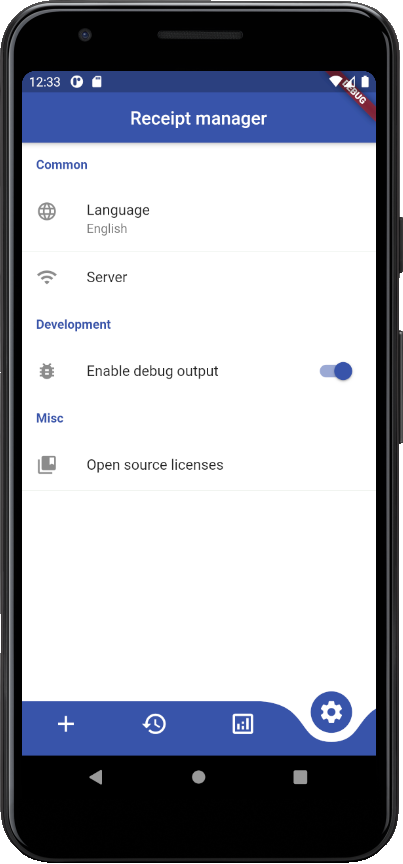 12:33
DEBUG
Receipt manager
Common
Language
English
Server
Development
Enable debug output
Misc
Open source licenses